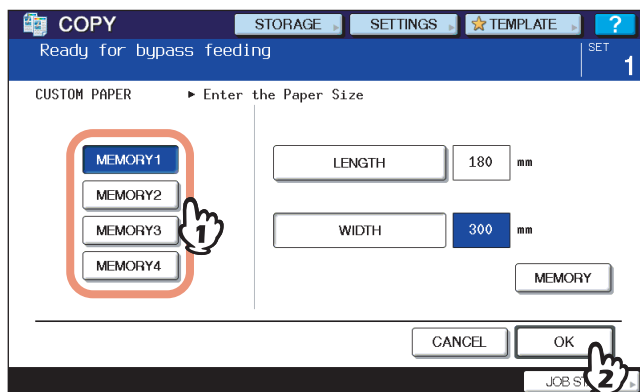 COPY STORAGE SETTINGS TEMPLATE ?
Ready for bypass feeding SET
1
CUSTOM PAPER ► Enter the Paper Size
MEMORY1 LENGTH 180 mm
MEMORY2
MEMORY3 1 WIDTH 300 mm
MEMORY4 MEMORY
CANCEL OK
JOB 2